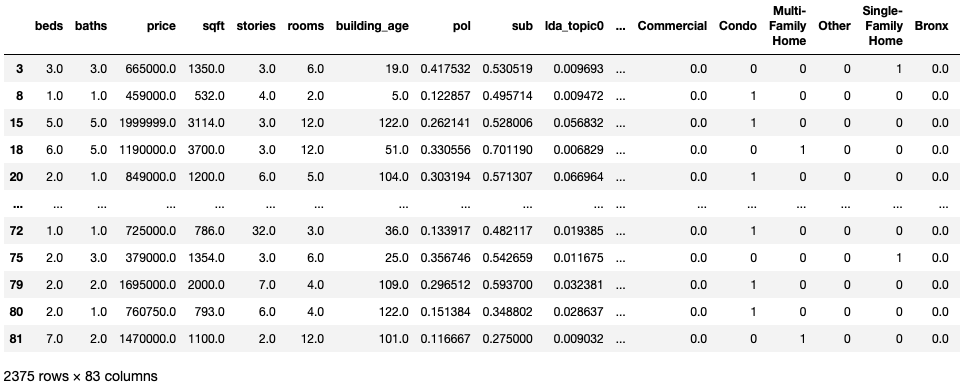 beds baths price sqft stories rooms building_age pol sub lda_topic0 ... Commercial Condo Multi-Family Home Other Single-Family Home Bronx
3 3.0 3.0 665000.0 1350.0 3.0 6.0 19.0 0.417532 0.530519 0.009693 ... 0.0 0 0 0 1 0.0
8 1.0 1.0 459000.0 532.0 4.0 2.0 5.0 0.122857 0.495714 0.009472 ... 0.0 1 0 0 0 0.0
15 5.0 5.0 1999999.0 3114.0 3.0 12.0 122.0 0.262141 0.528006 0.056832 ... 0.0 1 0 0 0 0.0
18 6.0 5.0 1190000.0 3700.0 3.0 12.0 51.0 0.330556 0.701190 0.006829 ... 0.0 0 1 0 0 0.0
20 2.0 1.0 849000.0 1200.0 6.0 5.0 104.0 0.303194 0.571307 0.066964 ... 0.0 1 0 0 0 0.0
... ... ... ... ... ... ... ... ... ... ... ... ... ... ... ... ... ...
72 1.0 1.0 725000.0 786.0 32.0 3.0 36.0 0.133917 0.482117 0.019385 ... 0.0 1 0 0 0 0.0
75 2.0 3.0 379000.0 1354.0 3.0 6.0 25.0 0.356746 0.542659 0.011675 ... 0.0 0 0 0 1 0.0
79 2.0 2.0 1695000.0 2000.0 7.0 4.0 109.0 0.296512 0.593700 0.032381 ... 0.0 1 0 0 0 0.0
80 2.0 1.0 760750.0 793.0 6.0 4.0 122.0 0.151384 0.348802 0.028637 ... 0.0 1 0 0 0 0.0
81 7.0 2.0 1470000.0 1100.0 2.0 12.0 101.0 0.116667 0.275000 0.009032 ... 0.0 0 1 0 0 0.0
2375 rows × 83 columns